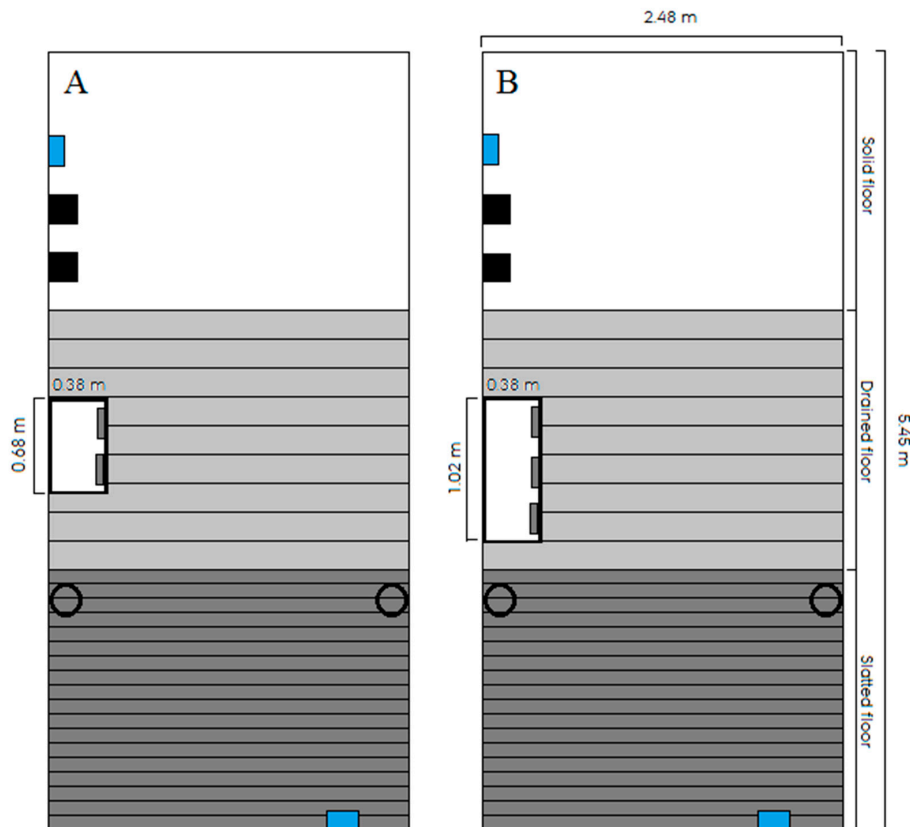 2.48 m
A
B
Solid floor
0.38 m
0.38 m
0.68 m
1.02 m
Drained floor
5.45 m
Slatted floor